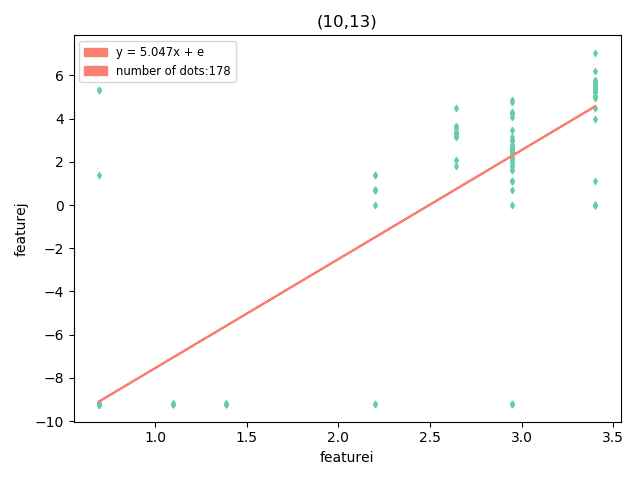 (10,13)
y = 5.047x + e
number of dots:178
6
4
2
0
−2
−4
−6
−8
−10
featurej
1.0 1.5 2.0 2.5 3.0 3.5
featurei